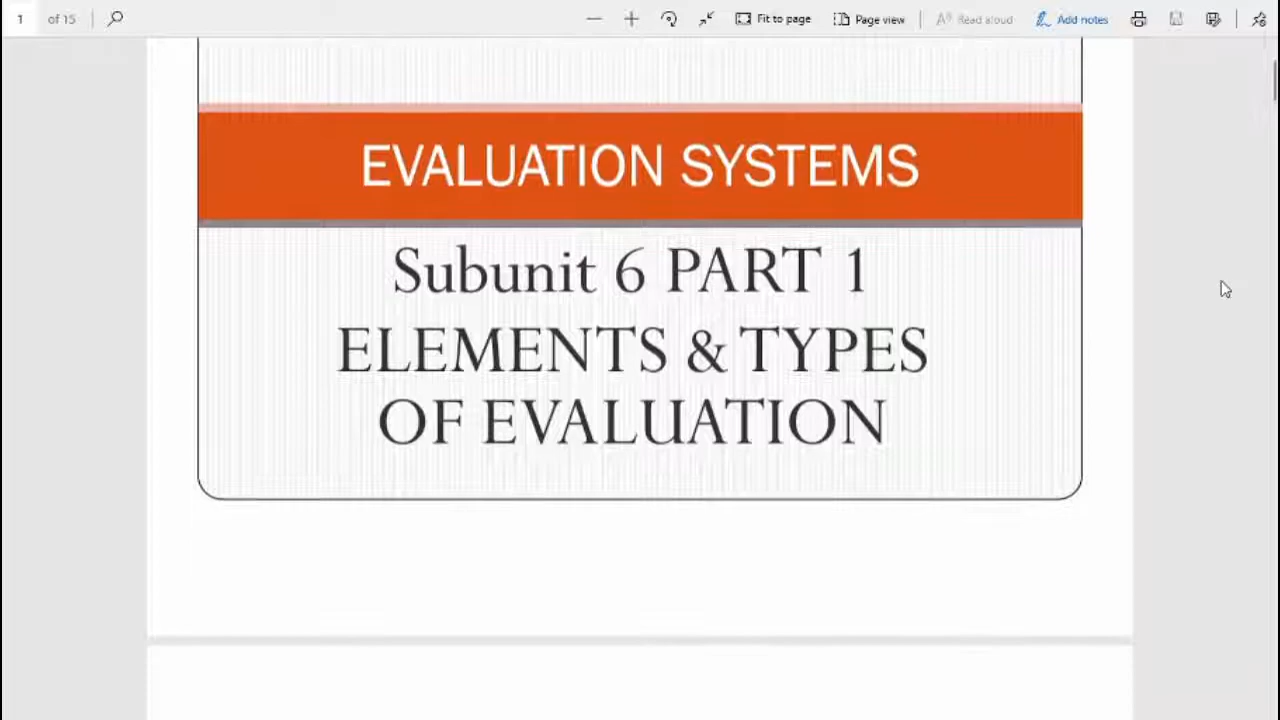 1 of 15 Fit to page Page view Read aloud Add notes
EVALUATION SYSTEMS
Subunit 6 PART 1
ELEMENTS & TYPES
OF EVALUATION